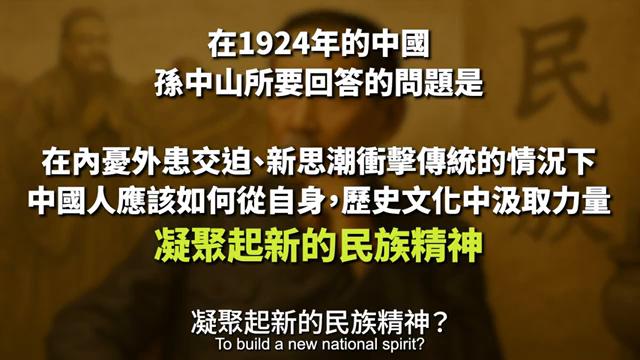 在1924年的中國
孫中山所要回答的問題是
在內憂外患交迫、新思潮衝擊傳統的情況下
中國人應該如何從自身，歷史文化中汲取力量
凝聚起新的民族精神
民族
凝聚起新的民族精神？
To build a new national spirit?